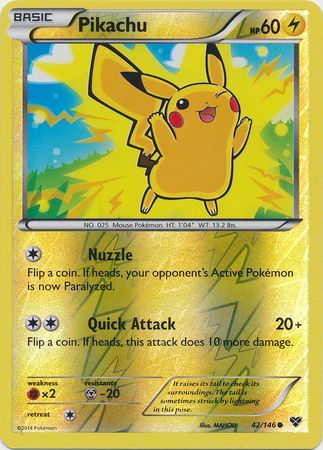 BASIC
Pikachu HP60
NO. 025 Mouse Pokémon HT: 1'04" WT: 13.2 lbs.
Nuzzle
Flip a coin. If heads, your opponent's Active Pokémon
is now Paralyzed.
Quick Attack 20+
Flip a coin. If heads, this attack does 10 more damage.
weakness resistance
×2 -20
retreat
It raises its tail to check its
surroundings. The tail is
sometimes struck by lightning
in this pose.
©2014 Pokémon
Illus. MAHOU
42/146
XY